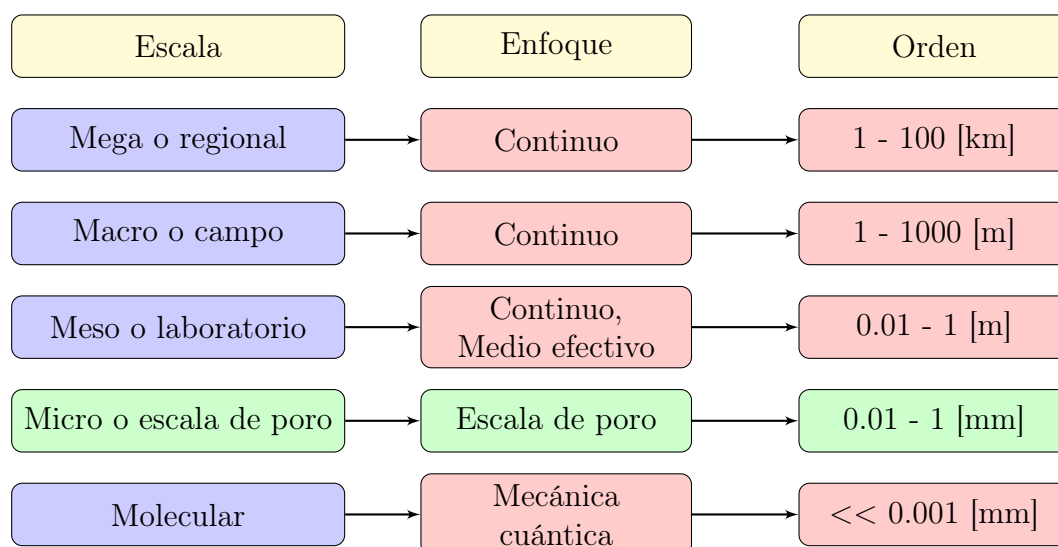 Escala
Enfoque
Orden
Mega o regional
Continuo
1 - 100 [km]
Macro o campo
Continuo
1 - 1000 [m]
Meso o laboratorio
Continuo,
Medio efectivo
0.01 - 1 [m]
Micro o escala de poro
Escala de poro
0.01 - 1 [mm]
Molecular
Mecánica
cuántica
<< 0.001 [mm]